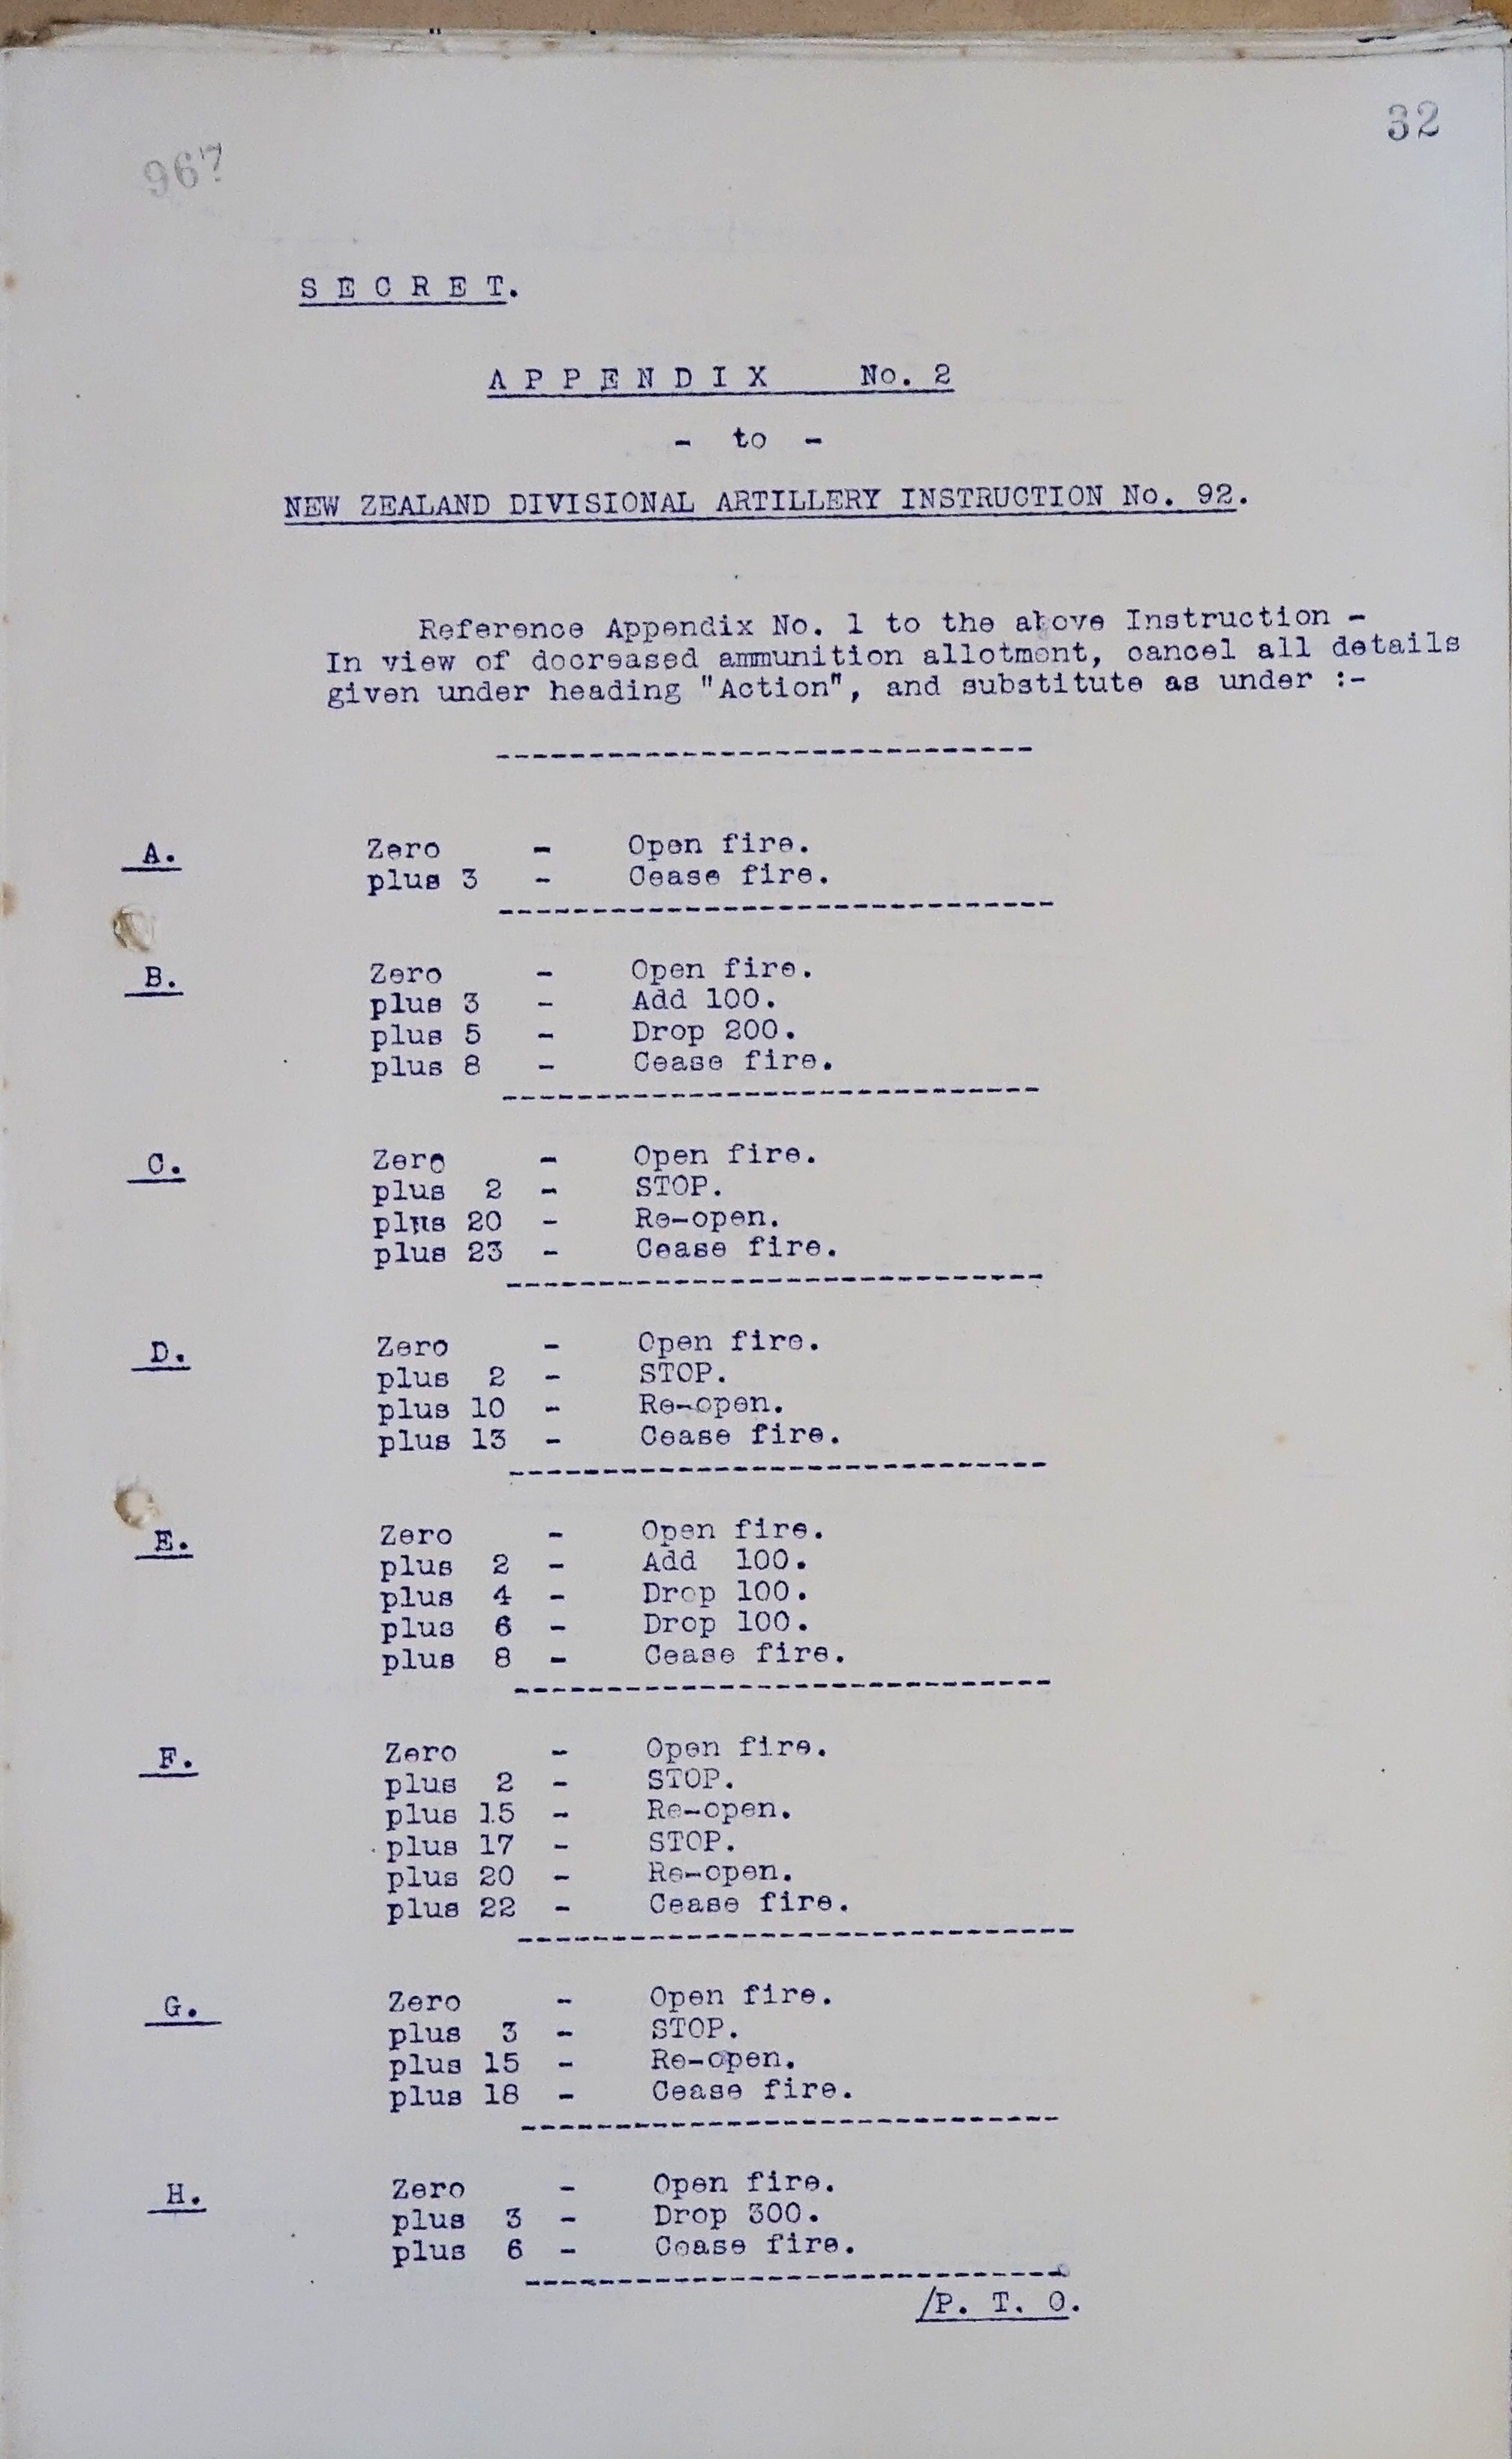 32
967
S E C R E T.
A P P E N D I X No. 2
- to -
NEW ZEALAND DIVISIONAL ARTILLERY INSTRUCTION No. 92.
Reference Appendix No. 1 to the above Instruction -
In view of decreased ammunition allotment, cancel all details
given under heading "Action", and substitute as under :-
A. Zero - Open fire.
plus 3 - Cease fire.
B. Zero - Open fire.
plus 3 - Add 100.
plus 5 - Drop 200.
plus 8 - Cease fire.
C. Zero - Open fire.
plus 2 - STOP.
plus 20 - Re-open.
plus 23 - Cease fire.
D. Zero - Open fire.
plus 2 - STOP.
plus 10 - Re-open.
plus 13 - Cease fire.
E. Zero - Open fire.
plus 2 - Add 100.
plus 4 - Drop 100.
plus 6 - Drop 100.
plus 8 - Cease fire.
F. Zero - Open fire.
plus 2 - STOP.
plus 15 - Re-open.
plus 17 - STOP.
plus 20 - Re-open.
plus 22 - Cease fire.
G. Zero - Open fire.
plus 3 - STOP.
plus 15 - Re-open.
plus 18 - Cease fire.
H. Zero - Open fire.
plus 3 - Drop 300.
plus 6 - Cease fire.
/P. T. O.